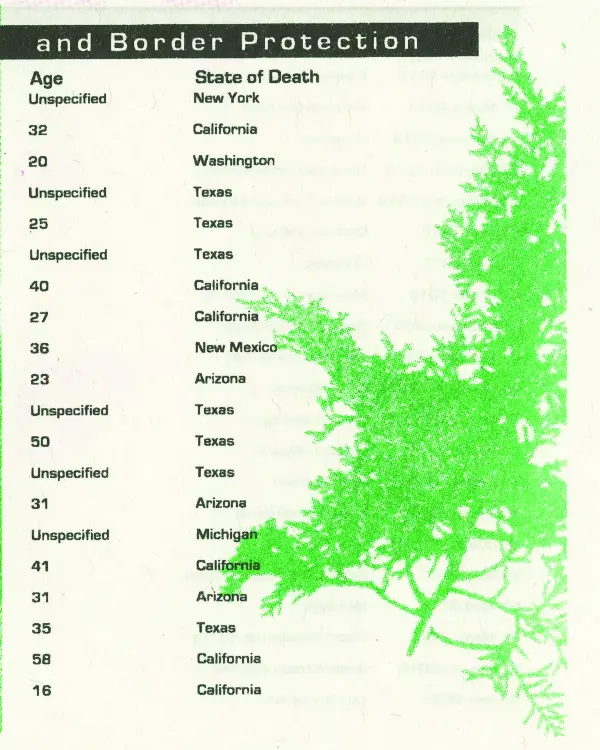 and Border Protection
Age State of Death
Unspecified New York
32 California
20 Washington
Unspecified Texas
25 Texas
Unspecified Texas
40 California
27 California
36 New Mexico
23 Arizona
Unspecified Texas
50 Texas
Unspecified Texas
31 Arizona
Unspecified Michigan
41 California
31 Arizona
35 Texas
58 California
16 California